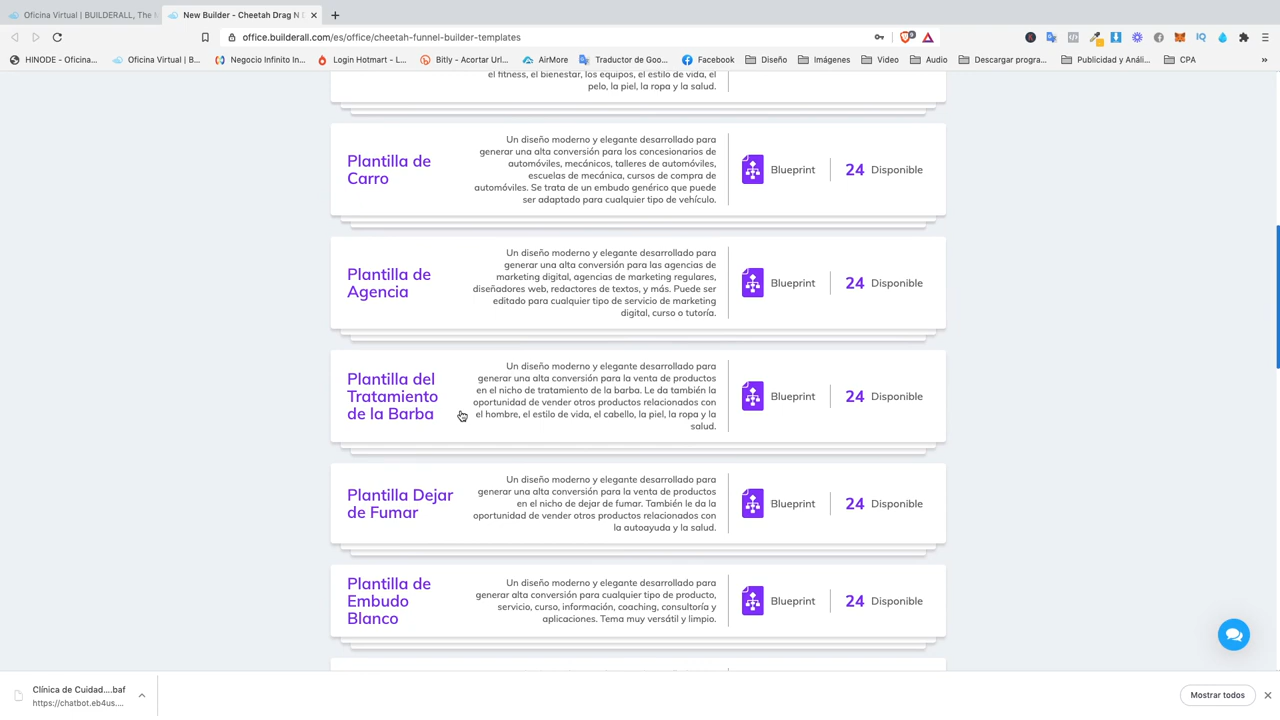 Oficina Virtual | BUILDERALL, The
New Builder - Cheetah Drag N D
office.builderall.com/es/office/cheetah-funnel-builder-templates
HINODE - Oficina...
Oficina Virtual | B...
Negocio Infinito In...
Login Hotmart - L...
Bitly - Acortar Url...
AirMore
Traductor de Goo...
Facebook
Diseño
Imágenes
Video
Audio
Descargar progra...
Publicidad y Análi...
CPA
»
el fitness, el bienestar, los equipos, el estilo de vida, el
pelo, la piel, la ropa y la salud.
Plantilla de
Carro
Un diseño moderno y elegante desarrollado para
generar una alta conversión para los concesionarios de
automóviles, mecánicos, talleres de automóviles,
escuelas de mecánica, cursos de compra de
automóviles. Se trata de un embudo genérico que puede
ser adaptado para cualquier tipo de vehículo.
Blueprint
24 Disponible
Plantilla de
Agencia
Un diseño moderno y elegante desarrollado para
generar una alta conversión para las agencias de
marketing digital, agencias de marketing regulares,
diseñadores web, redactores de textos, y más. Puede ser
editado para cualquier tipo de servicio de marketing
digital, curso o tutoría.
Blueprint
24 Disponible
Plantilla del
Tratamiento
de la Barba
Un diseño moderno y elegante desarrollado para
generar una alta conversión para la venta de productos
en el nicho de tratamiento de la barba. Le da también la
oportunidad de vender otros productos relacionados con
el hombre, el estilo de vida, el cabello, la piel, la ropa y la
salud.
Blueprint
24 Disponible
Plantilla Dejar
de Fumar
Un diseño moderno y elegante desarrollado para
generar una alta conversión para la venta de productos
en el nicho de dejar de fumar. También le da la
oportunidad de vender otros productos relacionados con
la autoayuda y la salud.
Blueprint
24 Disponible
Plantilla de
Embudo
Blanco
Un diseño moderno y elegante desarrollado para
generar alta conversión para cualquier tipo de producto,
servicio, curso, información, coaching, consultoría y
aplicaciones. Tema muy versátil y limpio.
Blueprint
24 Disponible
Clínica de Cuidad....baf
https://chatbot.eb4us....
Mostrar todos